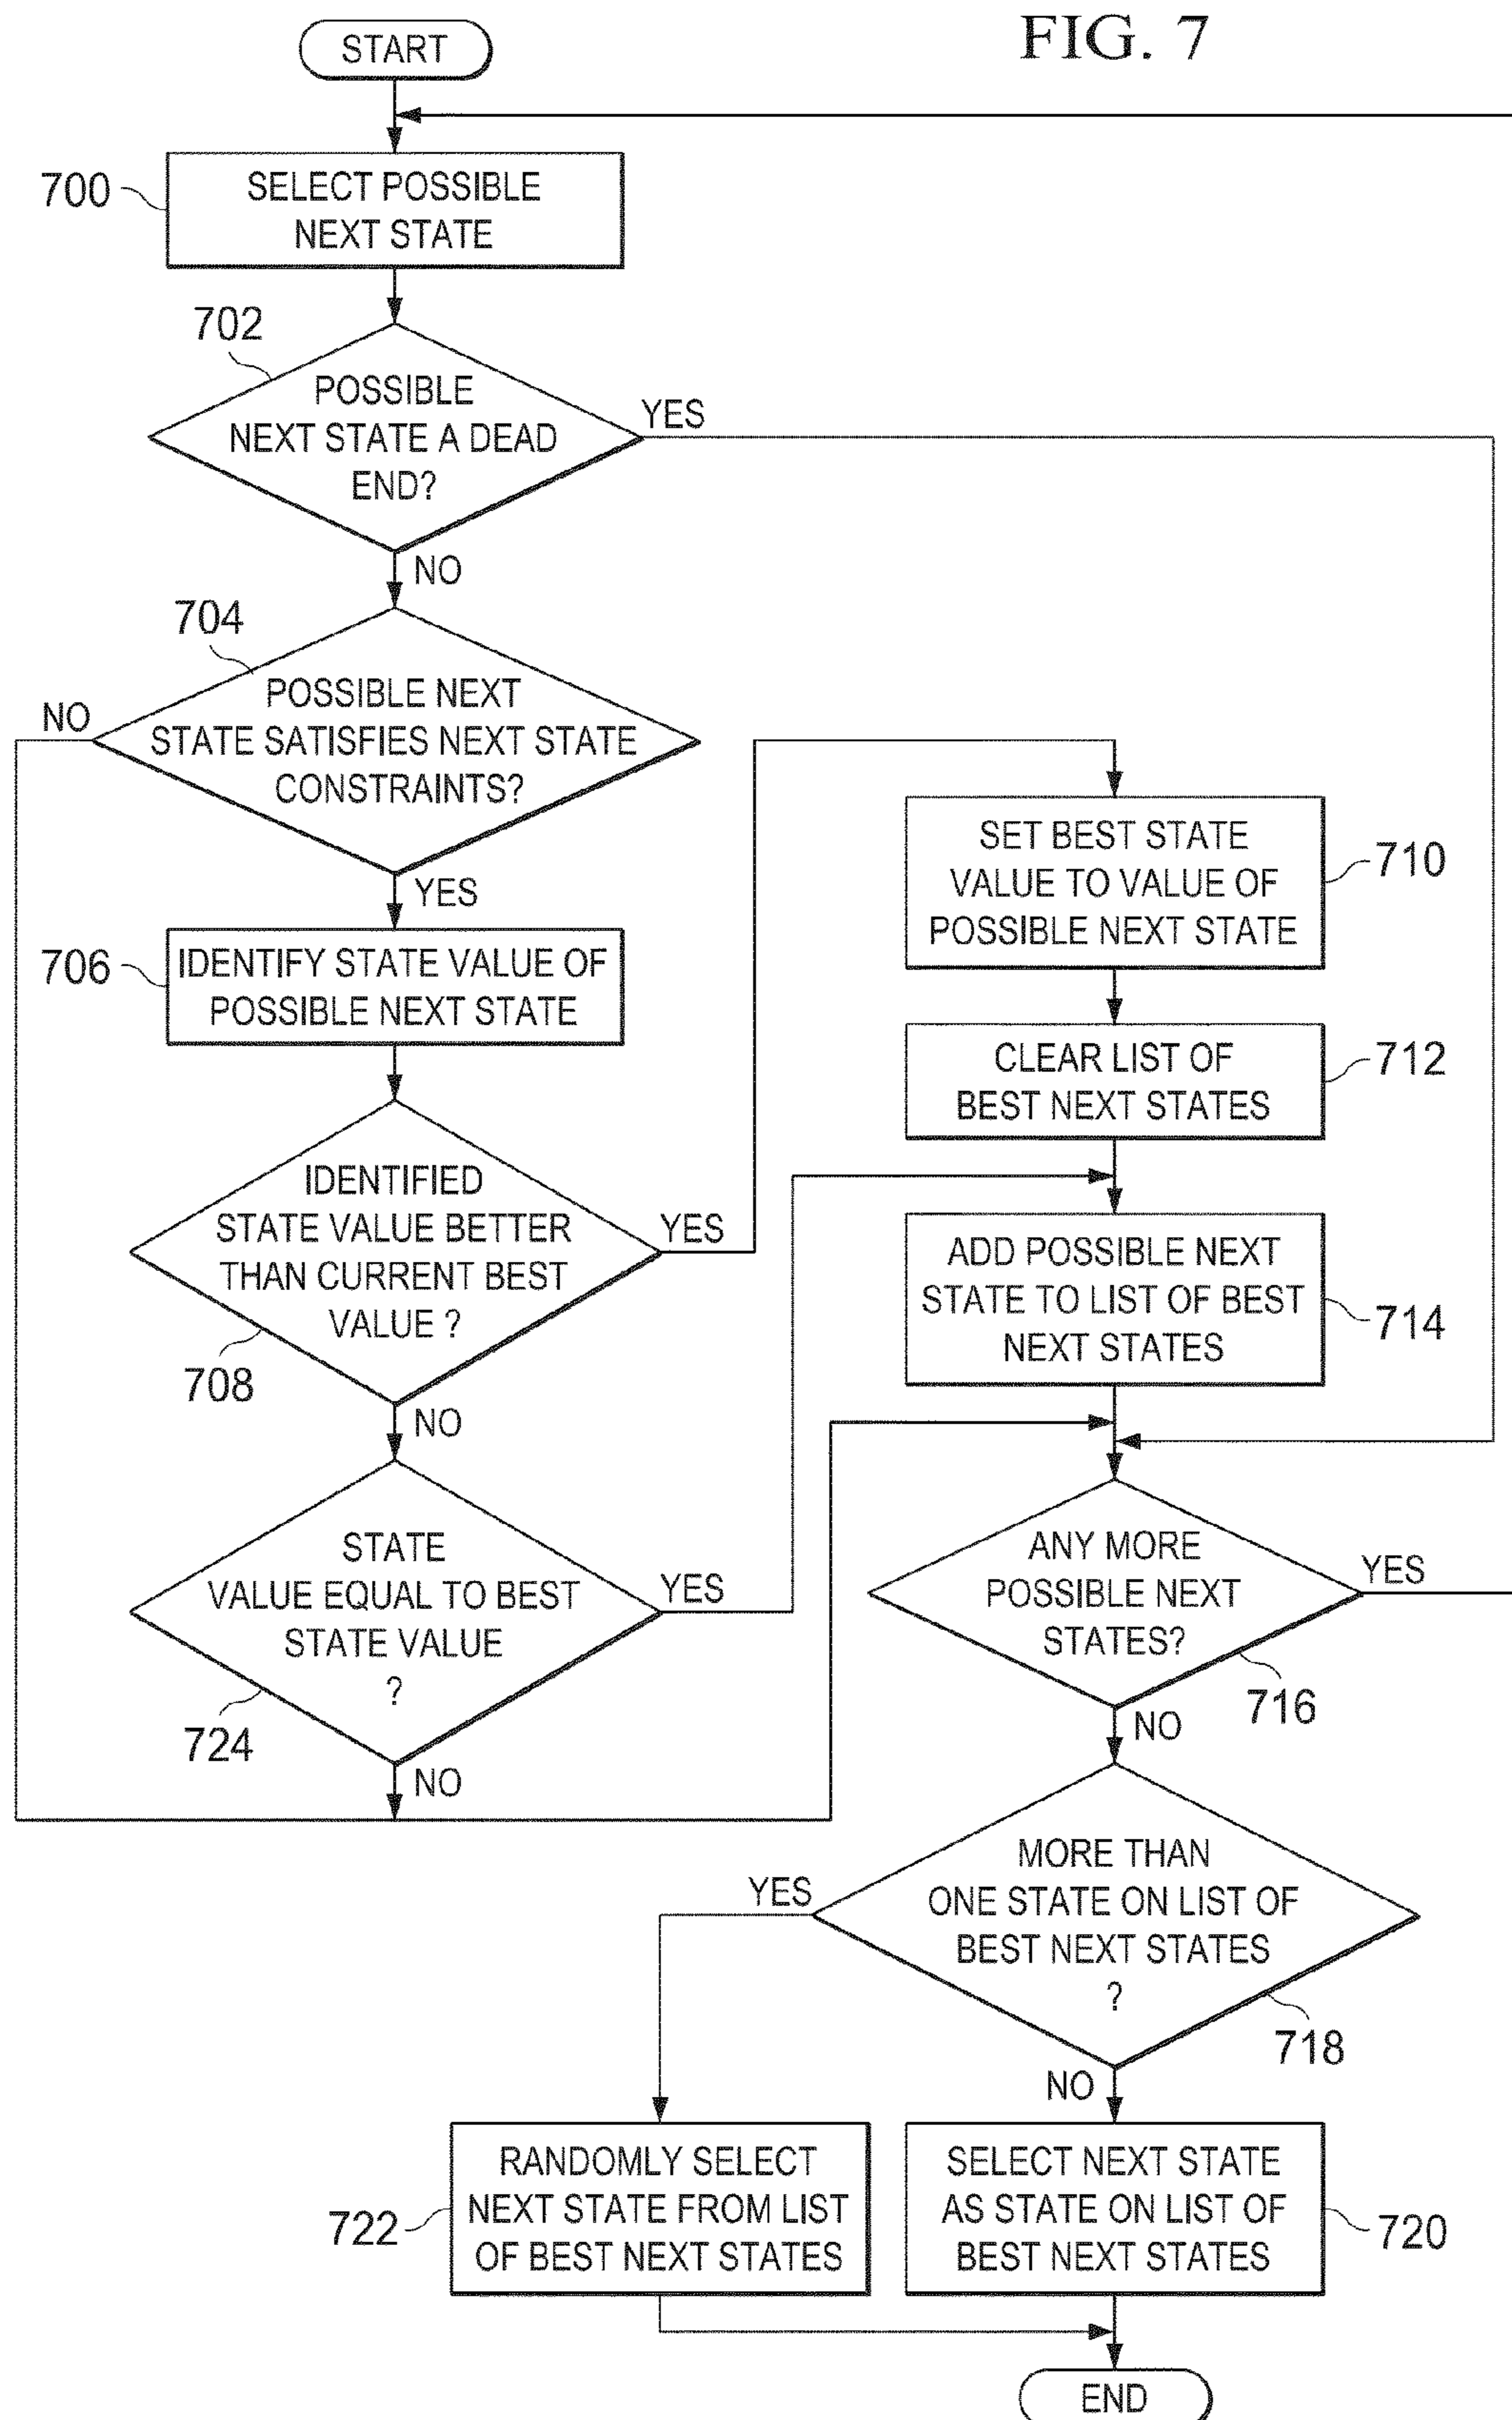 FIG. 7
START
700
SELECT POSSIBLE
NEXT STATE
702
POSSIBLE
NEXT STATE A DEAD
END?
YES
NO
704
POSSIBLE NEXT
STATE SATISFIES NEXT STATE
CONSTRAINTS?
NO
YES
706
IDENTIFY STATE VALUE OF
POSSIBLE NEXT STATE
IDENTIFIED
STATE VALUE BETTER
THAN CURRENT BEST
VALUE ?
YES
708
NO
STATE
VALUE EQUAL TO BEST
STATE VALUE
?
YES
724
NO
SET BEST STATE
VALUE TO VALUE OF
POSSIBLE NEXT STATE
710
CLEAR LIST OF
BEST NEXT STATES
712
ADD POSSIBLE NEXT
STATE TO LIST OF BEST
NEXT STATES
714
ANY MORE
POSSIBLE NEXT
STATES?
YES
716
NO
MORE THAN
ONE STATE ON LIST OF
BEST NEXT STATES
?
YES
718
NO
RANDOMLY SELECT
NEXT STATE FROM LIST
OF BEST NEXT STATES
722
SELECT NEXT STATE
AS STATE ON LIST OF
BEST NEXT STATES
720
END